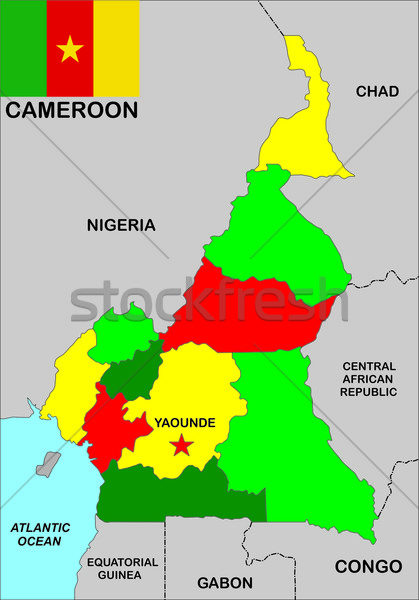 CAMEROON
CHAD
NIGERIA
stockfresh
CENTRAL
AFRICAN
REPUBLIC
YAOUNDE
ATLANTIC
OCEAN
EQUATORIAL
GUINEA
GABON
CONGO